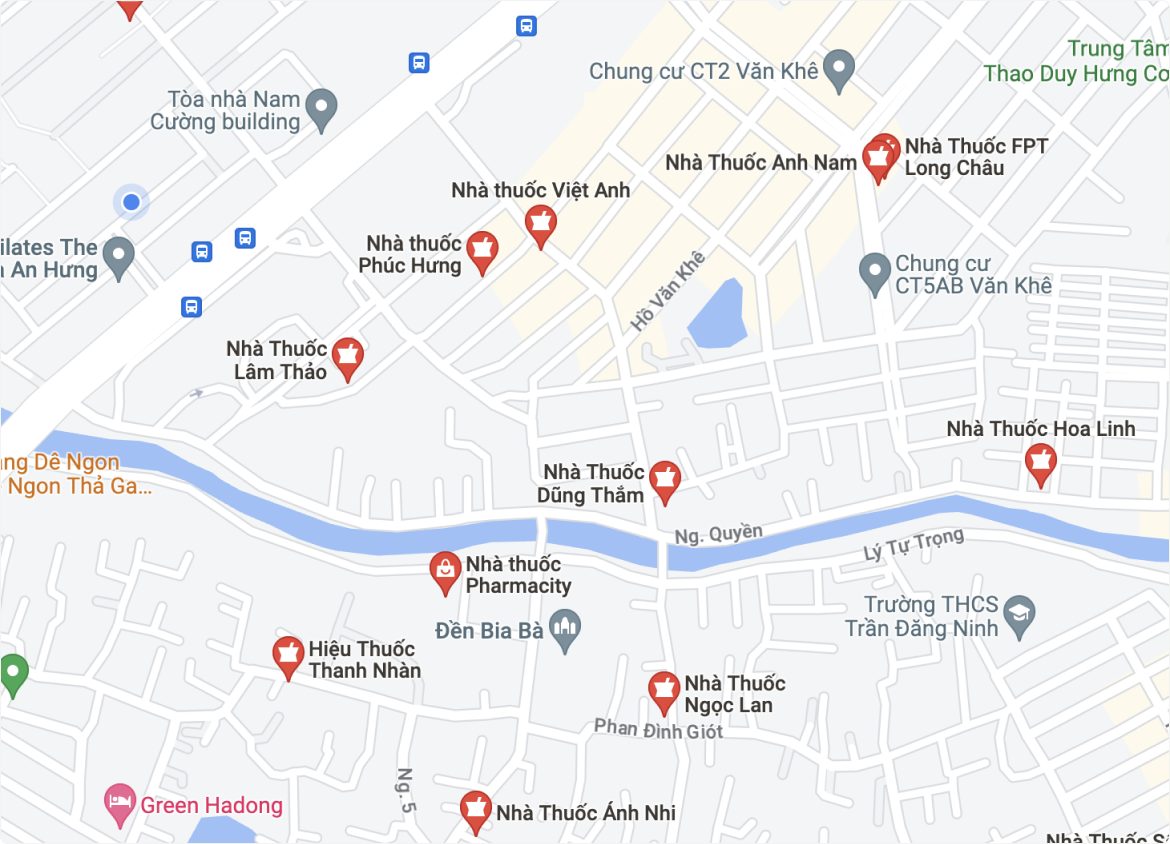 Trung Tâm
Thao Duy Hưng Cơ
Chung cư CT2 Văn Khê
Tòa nhà Nam
Cường building
Nhà Thuốc FPT
Long Châu
Nhà Thuốc Anh Nam
Nhà thuốc Việt Anh
Nhà thuốc
Phúc Hưng
ilates The
An Hưng
Hồ Văn Khê
Chung cư
CT5AB Văn Khê
Nhà Thuốc
Lâm Thảo
Nhà Thuốc Hoa Linh
ng Dê Ngon
Ngon Thả Ga...
Nhà Thuốc
Dũng Thắm
Ng. Quyền
Lý Tự Trọng
Nhà thuốc
Pharmacity
Trường THCS
Trần Đăng Ninh
Đền Bia Bà
Hiệu Thuốc
Thanh Nhàn
Nhà Thuốc
Ngọc Lan
Phan Đình Giót
Ng. 5
Green Hadong
Nhà Thuốc Ánh Nhi
Nhà Thuốc